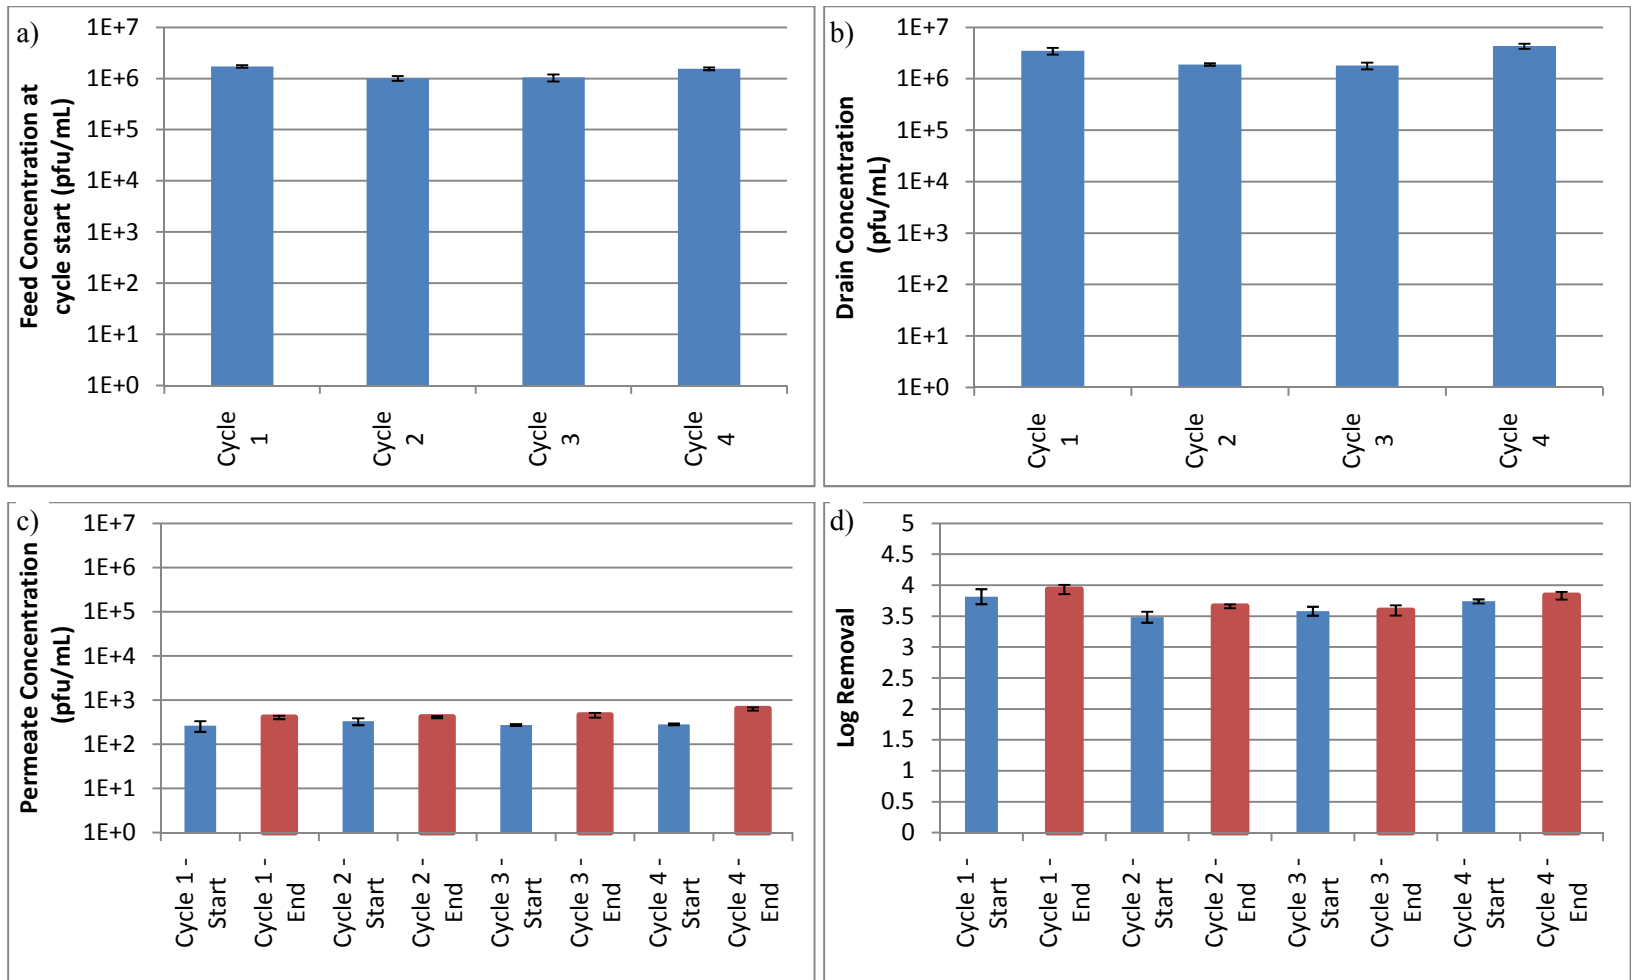 a)
Feed Concentration at
cycle start (pfu/mL)
1E+7
1E+6
1E+5
1E+4
1E+3
1E+2
1E+1
1E+0
Cycle
1
Cycle
2
Cycle
3
Cycle
4
b)
Drain Concentration
(pfu/mL)
1E+7
1E+6
1E+5
1E+4
1E+3
1E+2
1E+1
1E+0
Cycle
1
Cycle
2
Cycle
3
Cycle
4
c)
Permeate Concentration
(pfu/mL)
1E+7
1E+6
1E+5
1E+4
1E+3
1E+2
1E+1
1E+0
Cycle 1 -
Start
Cycle 1 -
End
Cycle 2 -
Start
Cycle 2 -
End
Cycle 3 -
Start
Cycle 3 -
End
Cycle 4 -
Start
Cycle 4 -
End
d)
Log Removal
5
4.5
4
3.5
3
2.5
2
1.5
1
0.5
0
Cycle 1 -
Start
Cycle 1 -
End
Cycle 2 -
Start
Cycle 2 -
End
Cycle 3 -
Start
Cycle 3 -
End
Cycle 4 -
Start
Cycle 4 -
End